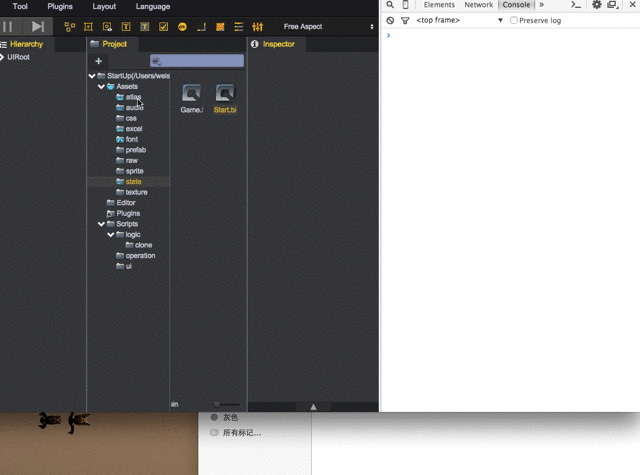 Tool Plugins Layout Language
Free Aspect
Hierarchy
UIRoot
Project
+
StartUp(/Users/weis
Assets
atlas
audio
css
excel
font
prefab
raw
sprite
state
texture
Editor
Plugins
Scripts
logic
clone
operation
ui
Game.l
Start.bi
Inspector
Elements Network Console »
<top frame> Preserve log
灰色
所有标记...